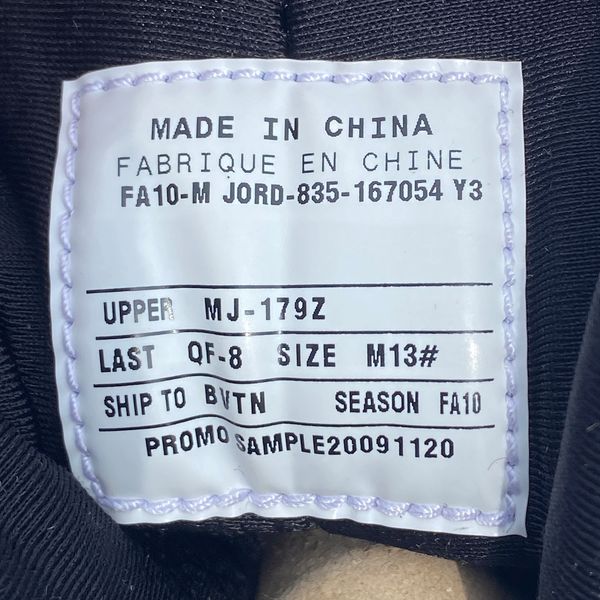 MADE IN CHINA
FABRIQUE EN CHINE
FA10-M JORD-835-167054 Y3
UPPER MJ-179Z
LAST QF-8 SIZE M13#
SHIP TO BVTN SEASON FA10
PROMO SAMPLE20091120